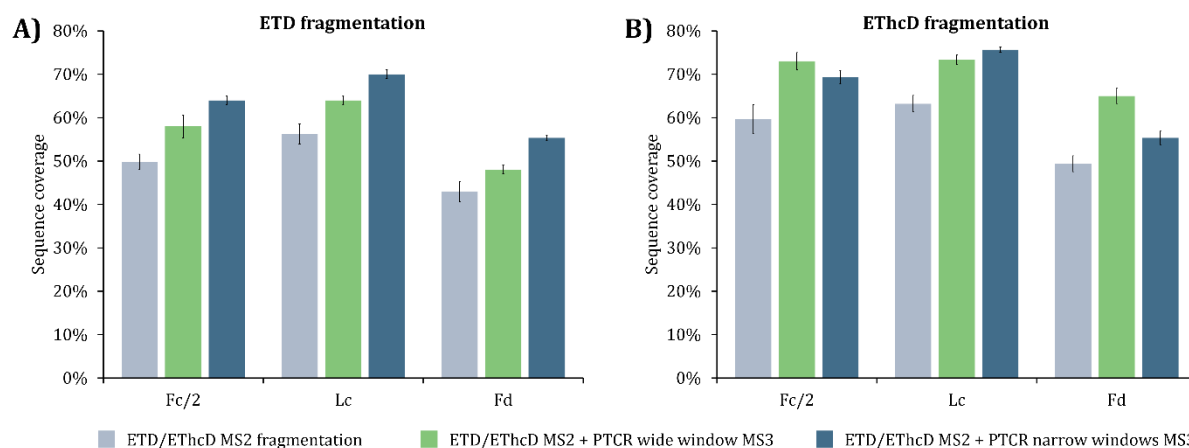 A)
ETD fragmentation
Sequence coverage
80%
70%
60%
50%
40%
30%
20%
10%
0%
Fc/2
Lc
Fd
B)
EThcD fragmentation
Sequence coverage
80%
70%
60%
50%
40%
30%
20%
10%
0%
Fc/2
Lc
Fd
ETD/EThcD MS2 fragmentation
ETD/EThcD MS2 + PTCR wide window MS3
ETD/EThcD MS2 + PTCR narrow windows MS3